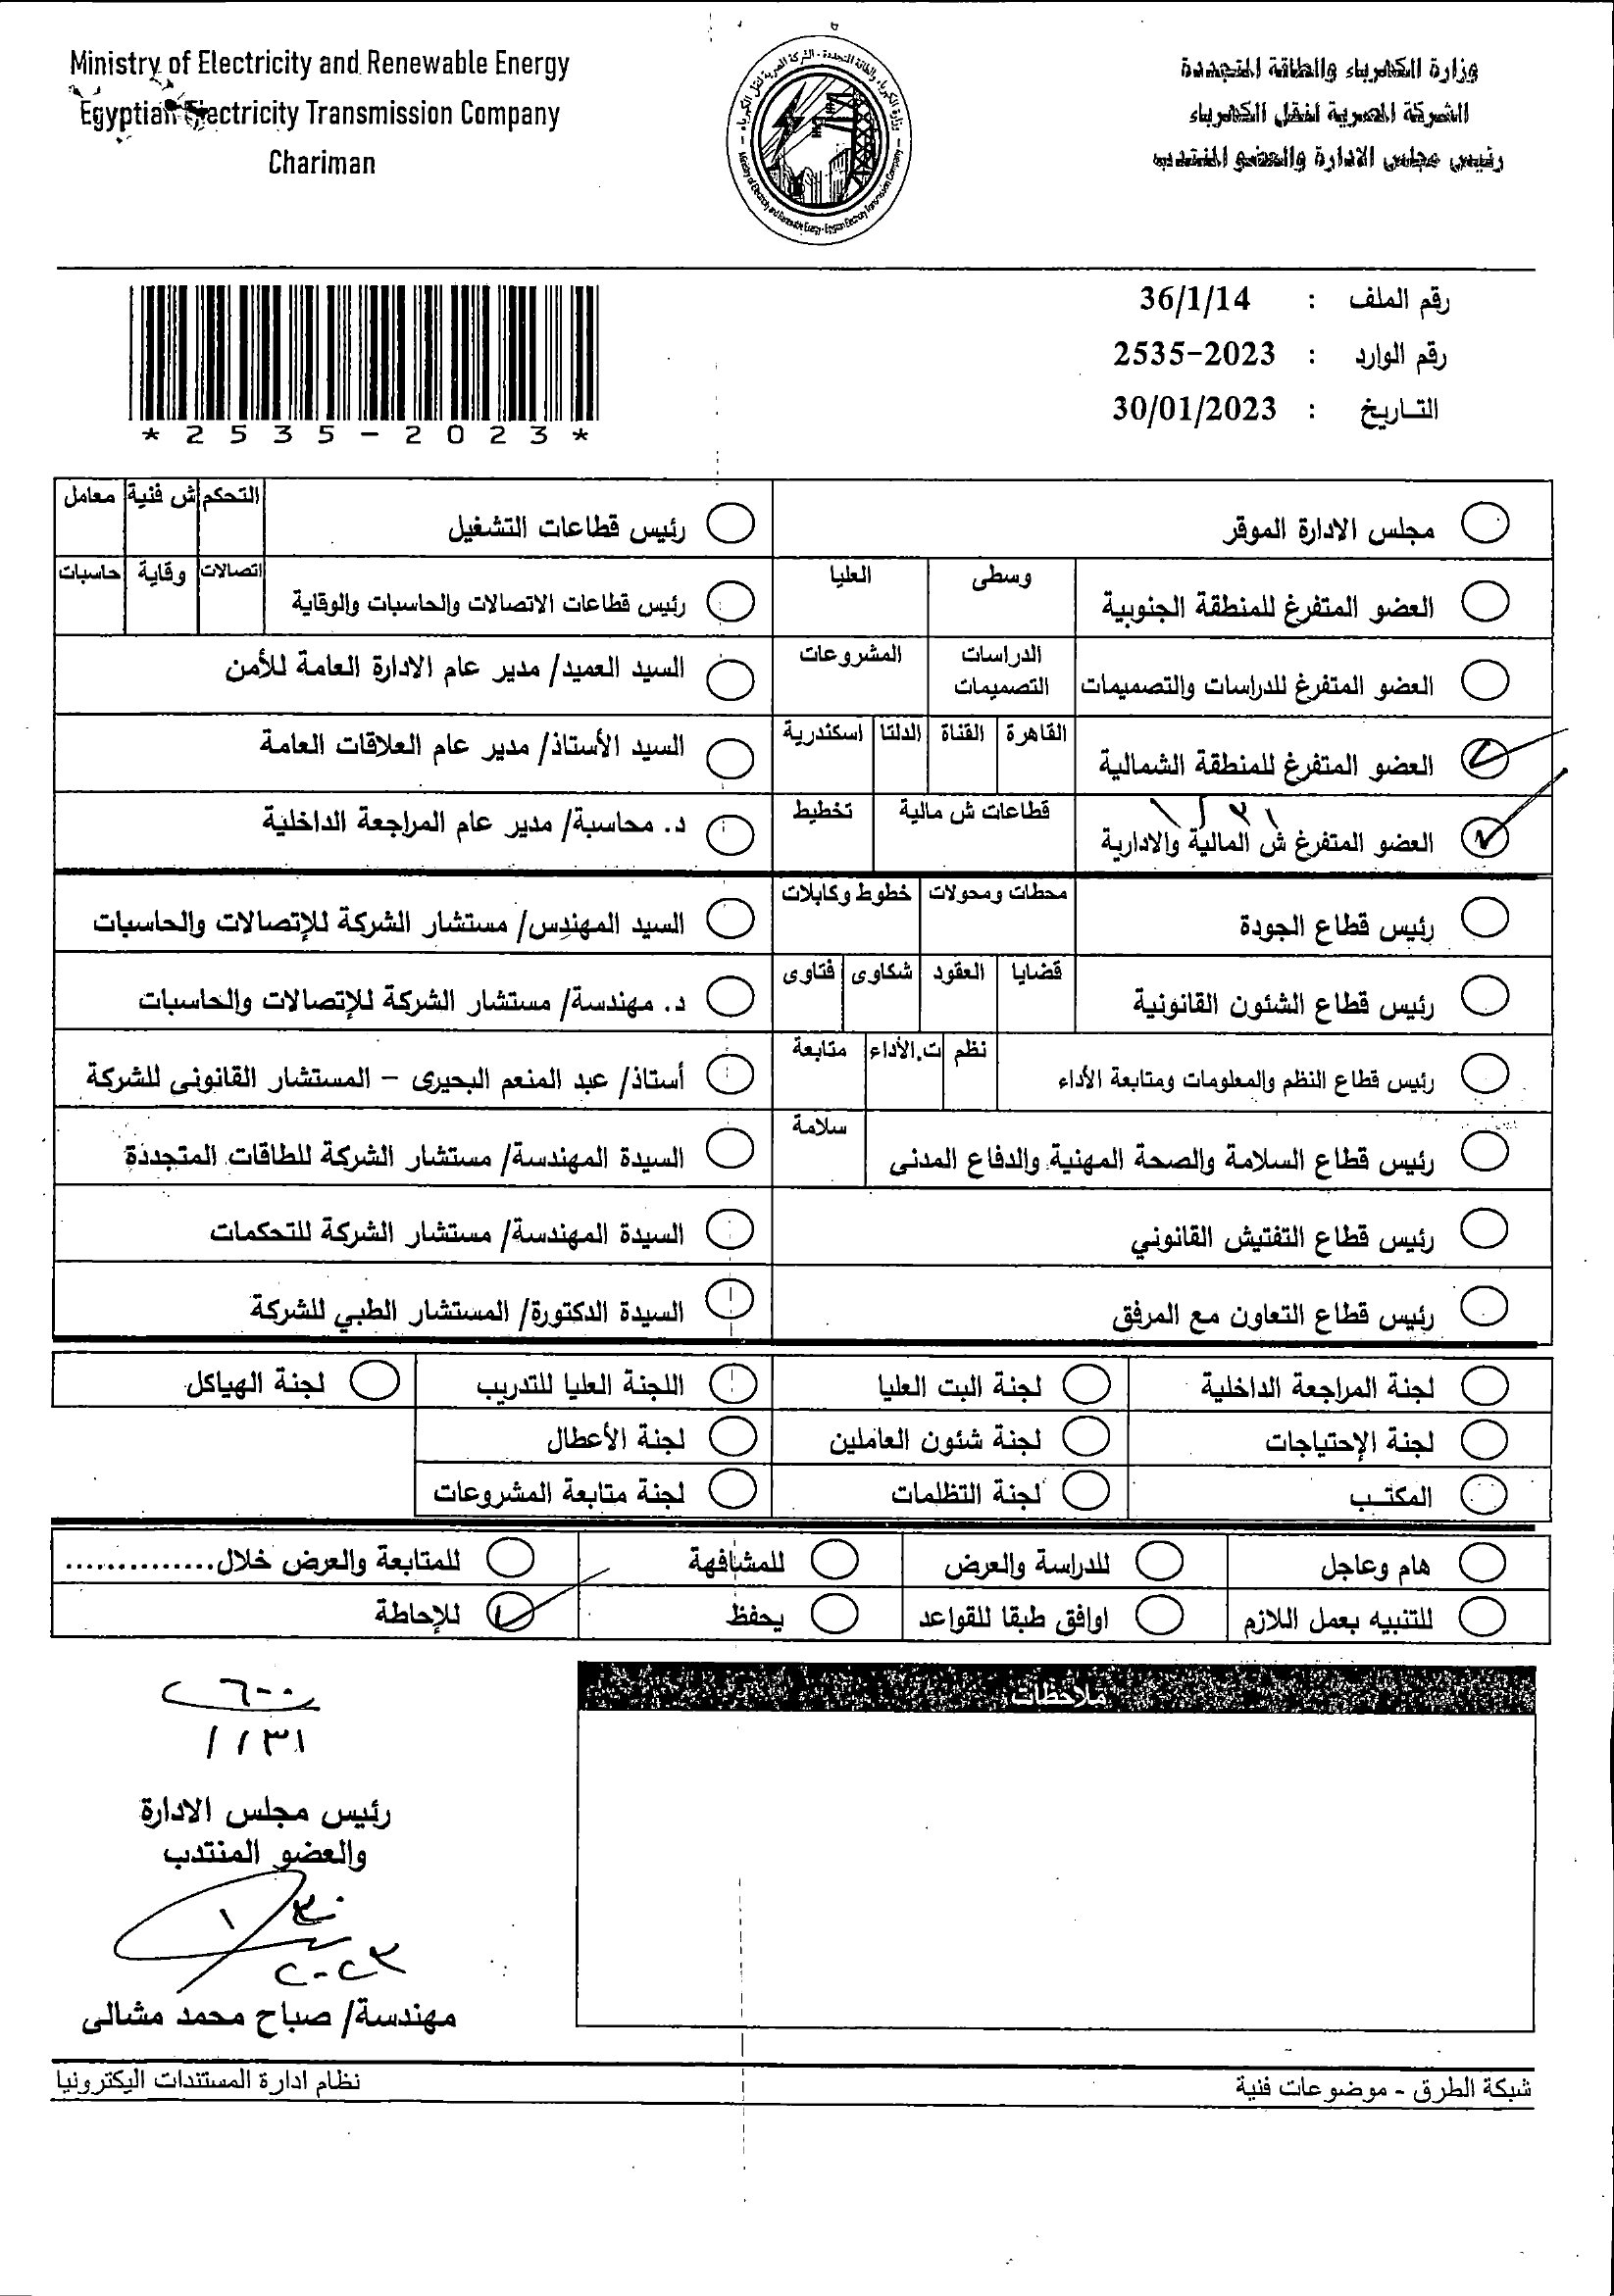 Ministry of Electricity and Renewable Energy
Egyptian Electricity Transmission Company
Chariman
وزارة الكهرباء والطاقة المتجددة
الشركة المصرية لنقل الكهرباء
رئيس مجلس الادارة والعضو المنتدب
رقم الملف : 36/1/14
رقم الوارد : 2535-2023
التاريخ : 30/01/2023
*2535-2023*
مجلس الادارة الموقر
رئيس قطاعات التشغيل
التحكم ش فنية معامل
العضو المتفرغ للمنطقة الجنوبية
وسطى العليا
رئيس قطاعات الاتصالات والحاسبات والوقاية
اتصالات وقاية حاسبات
العضو المتفرغ للدراسات والتصميمات
الدراسات التصميمات المشروعات
السيد العميد/ مدير عام الادارة العامة للأمن
العضو المتفرغ للمنطقة الشمالية
القاهرة القناة الدلتا اسكندرية
السيد الأستاذ/ مدير عام العلاقات العامة
العضو المتفرغ ش المالية والادارية
قطاعات ش مالية تخطيط
د. محاسبة/ مدير عام المراجعة الداخلية
رئيس قطاع الجودة
محطات ومحولات خطوط وكابلات
السيد المهندس/ مستشار الشركة للإتصالات والحاسبات
رئيس قطاع الشئون القانونية
قضايا العقود شكاوى فتاوى
د. مهندسة/ مستشار الشركة للإتصالات والحاسبات
رئيس قطاع النظم والمعلومات ومتابعة الأداء
نظم ت.الأداء متابعة
أستاذ/ عبد المنعم البحيرى – المستشار القانونى للشركة
رئيس قطاع السلامة والصحة المهنية والدفاع المدنى
سلامة
السيدة المهندسة/ مستشار الشركة للطاقات المتجددة
رئيس قطاع التفتيش القانوني
السيدة المهندسة/ مستشار الشركة للتحكمات
رئيس قطاع التعاون مع المرفق
السيدة الدكتورة/ المستشار الطبي للشركة
لجنة المراجعة الداخلية
لجنة البت العليا
اللجنة العليا للتدريب
لجنة الهياكل
لجنة الإحتياجات
لجنة شئون العاملين
لجنة الأعطال
المكتب
لجنة التظلمات
لجنة متابعة المشروعات
هام وعاجل
للدراسة والعرض
للمشافهة
للمتابعة والعرض خلال..............
للتنبيه بعمل اللازم
اوافق طبقا للقواعد
يحفظ
للإحاطة
ملاحظات
١/٣١
رئيس مجلس الادارة
والعضو المنتدب
٢٠٢٣
مهندسة/ صباح محمد مشالى
شبكة الطرق - موضوعات فنية
نظام ادارة المستندات اليكترونيا